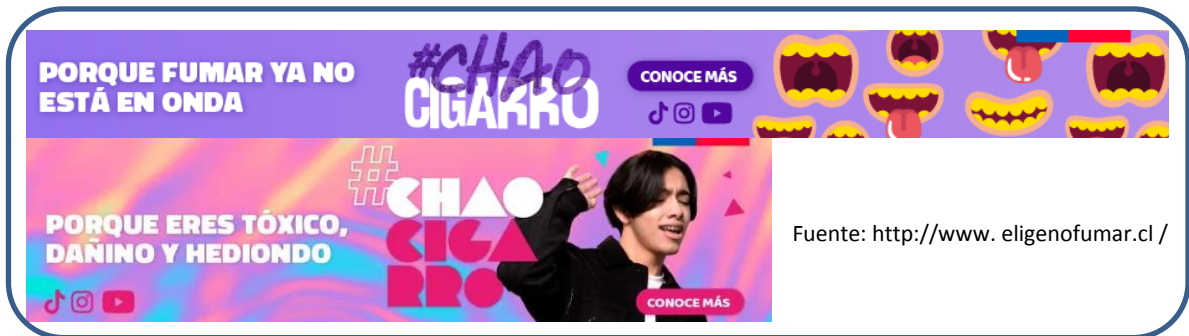 PORQUE FUMAR YA NO
ESTÁ EN ONDA
#CHAO
CIGARRO
CONOCE MÁS
#CHAO
CIGA
RRO
PORQUE ERES TÓXICO,
DAÑINO Y HEDIONDO
CONOCE MÁS
Fuente: http://www. eligenofumar.cl /